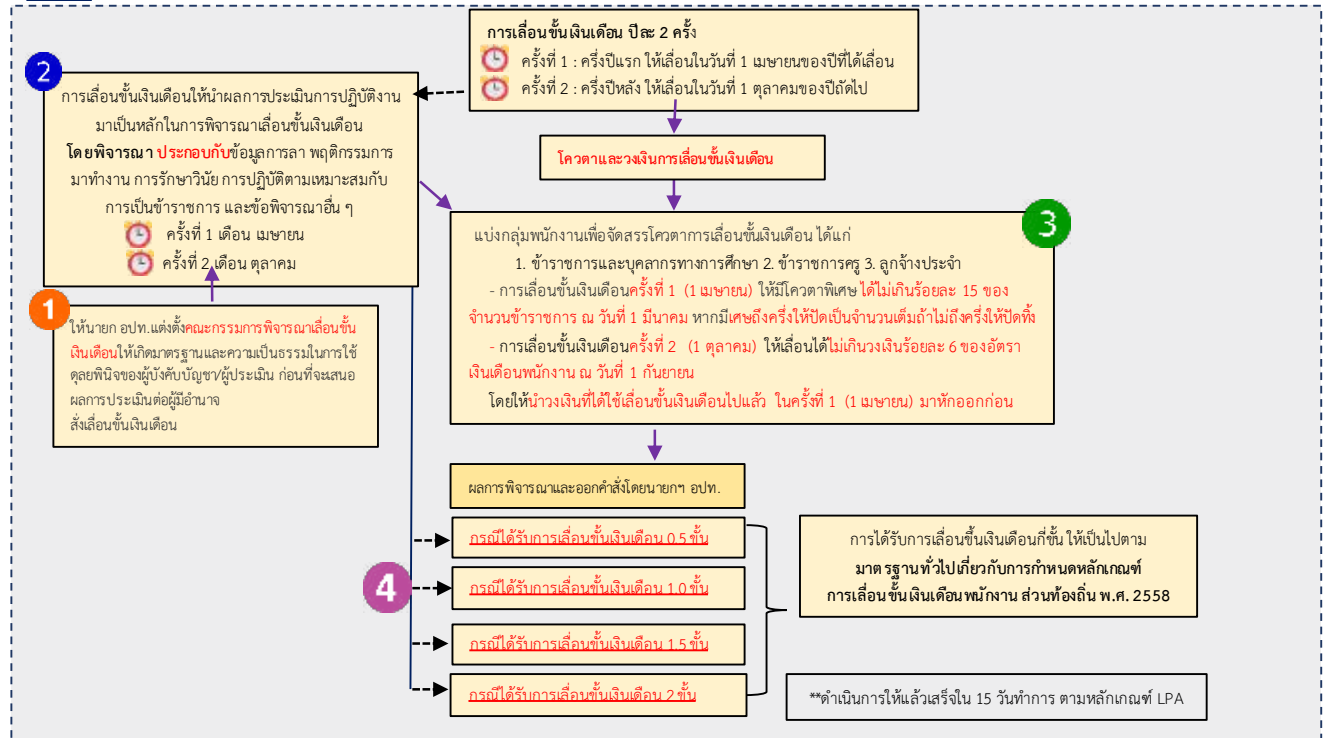 การเลื่อนขั้นเงินเดือน ปีละ 2 ครั้ง
ครั้งที่ 1 : ครึ่งปีแรก ให้เลื่อนในวันที่ 1 เมษายนของปีที่ได้เลื่อน
ครั้งที่ 2 : ครึ่งปีหลัง ให้เลื่อนในวันที่ 1 ตุลาคมของปีถัดไป
2
การเลื่อนขั้นเงินเดือนให้นำผลการประเมินการปฏิบัติงาน
มาเป็นหลักในการพิจารณาเลื่อนขั้นเงินเดือน
โดยพิจารณา ประกอบกับข้อมูลการลา พฤติกรรมการ
มาทำงาน การรักษาวินัย การปฏิบัติตามเหมาะสมกับ
การเป็นข้าราชการ และข้อพิจารณาอื่น ๆ
ครั้งที่ 1 เดือน เมษายน
ครั้งที่ 2 เดือน ตุลาคม
โควตาและวงเงินการเลื่อนขั้นเงินเดือน
3
แบ่งกลุ่มพนักงานเพื่อจัดสรรโควตาการเลื่อนขั้นเงินเดือน ได้แก่
1. ข้าราชการและบุคลากรทางการศึกษา 2. ข้าราชการครู 3. ลูกจ้างประจำ
- การเลื่อนขั้นเงินเดือนครั้งที่ 1 (1 เมษายน) ให้มีโควตาพิเศษ ได้ไม่เกินร้อยละ 15 ของ
จำนวนข้าราชการ ณ วันที่ 1 มีนาคม หากมีเศษถึงครึ่งให้ปัดเป็นจำนวนเต็มถ้าไม่ถึงครึ่งให้ปัดทิ้ง
- การเลื่อนขั้นเงินเดือนครั้งที่ 2 (1 ตุลาคม) ให้เลื่อนได้ไม่เกินวงเงินร้อยละ 6 ของอัตรา
เงินเดือนพนักงาน ณ วันที่ 1 กันยายน
โดยให้นำวงเงินที่ได้ใช้เลื่อนขั้นเงินเดือนไปแล้ว ในครั้งที่ 1 (1 เมษายน) มาหักออกก่อน
1
ให้นายก อปท.แต่งตั้งคณะกรรมการพิจารณาเลื่อนขั้น
เงินเดือนให้เกิดมาตรฐานและความเป็นธรรมในการใช้
ดุลยพินิจของผู้บังคับบัญชา/ผู้ประเมิน ก่อนที่จะเสนอ
ผลการประเมินต่อผู้มีอำนาจ
สั่งเลื่อนขั้นเงินเดือน
ผลการพิจารณาและออกคำสั่งโดยนายกฯ อปท.
4
กรณีได้รับการเลื่อนขั้นเงินเดือน 0.5 ขั้น
กรณีได้รับการเลื่อนขั้นเงินเดือน 1.0 ขั้น
กรณีได้รับการเลื่อนขั้นเงินเดือน 1.5 ขั้น
กรณีได้รับการเลื่อนขั้นเงินเดือน 2 ขั้น
การได้รับการเลื่อนขึ้นเงินเดือนกี่ขั้น ให้เป็นไปตาม
มาตรฐานทั่วไปเกี่ยวกับการกำหนดหลักเกณฑ์
การเลื่อนขั้นเงินเดือนพนักงาน ส่วนท้องถิ่น พ.ศ. 2558
**ดำเนินการให้แล้วเสร็จใน 15 วันทำการ ตามหลักเกณฑ์ LPA